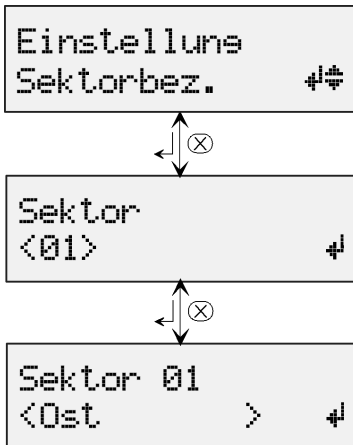 Einstellung
Sektorbez.
Sektor
<01>
Sektor 01
<Ost >